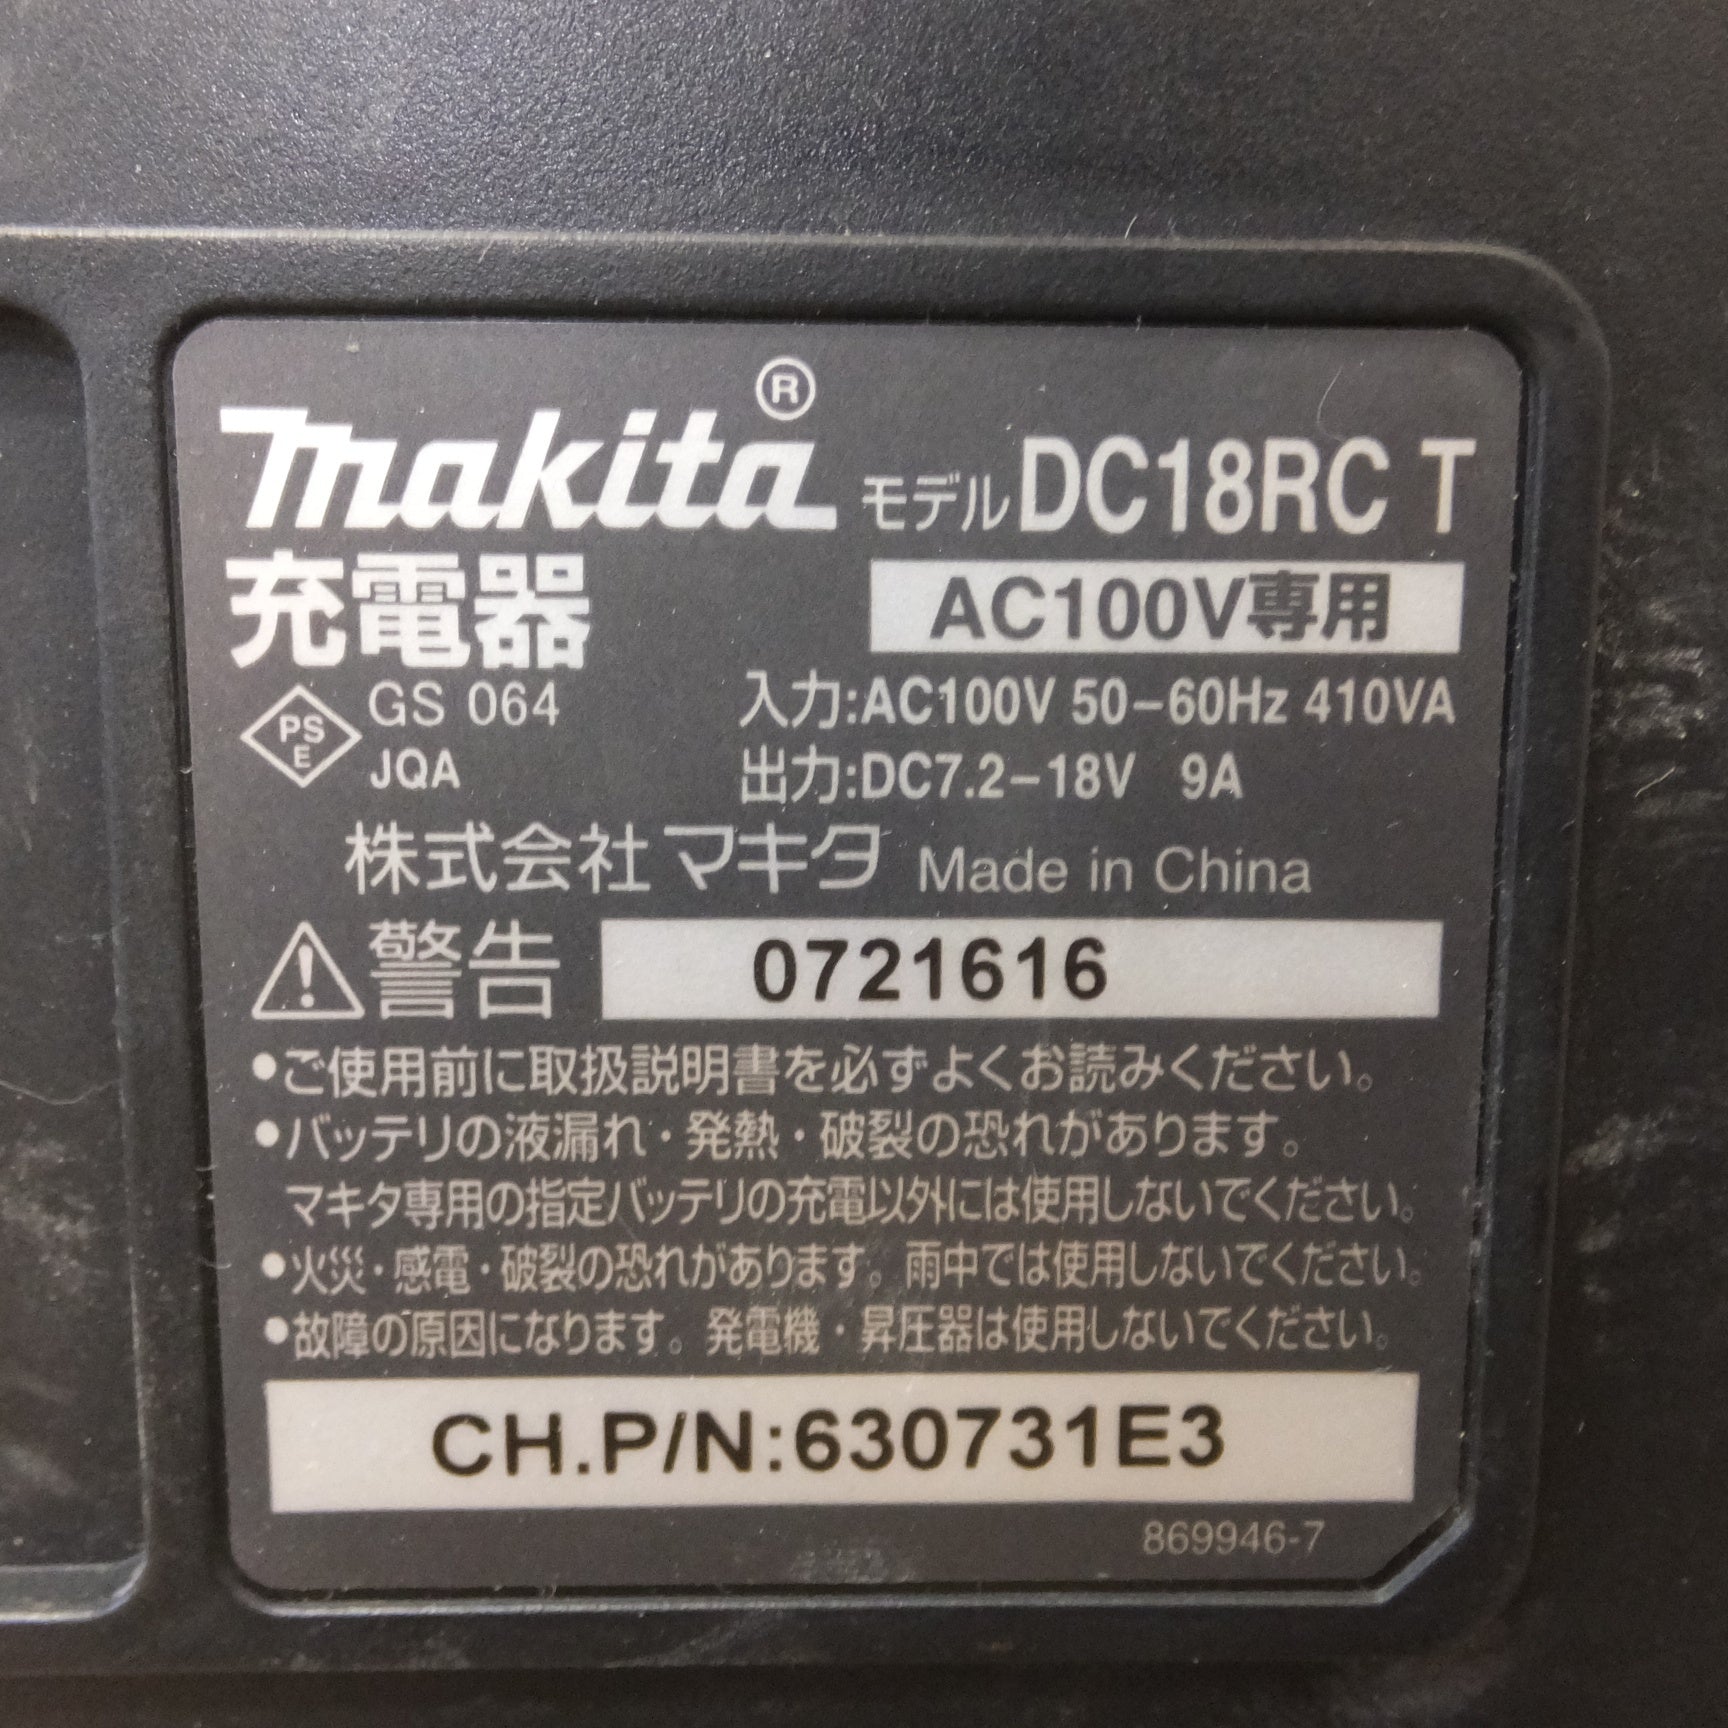 makita®
モデルDC18RC T
充電器
AC100V専用
PSE
GS 064
JQA
入力:AC100V 50-60Hz 410VA
出力:DC7.2-18V 9A
株式会社マキタ Made in China
警告
0721616
•ご使用前に取扱説明書を必ずよくお読みください。
•バッテリの液漏れ・発熱・破裂の恐れがあります。
マキタ専用の指定バッテリの充電以外には使用しないでください。
•火災・感電・破裂の恐れがあります。雨中では使用しないでください。
•故障の原因になります。発電機・昇圧器は使用しないでください。
CH.P/N:630731E3
869946-7